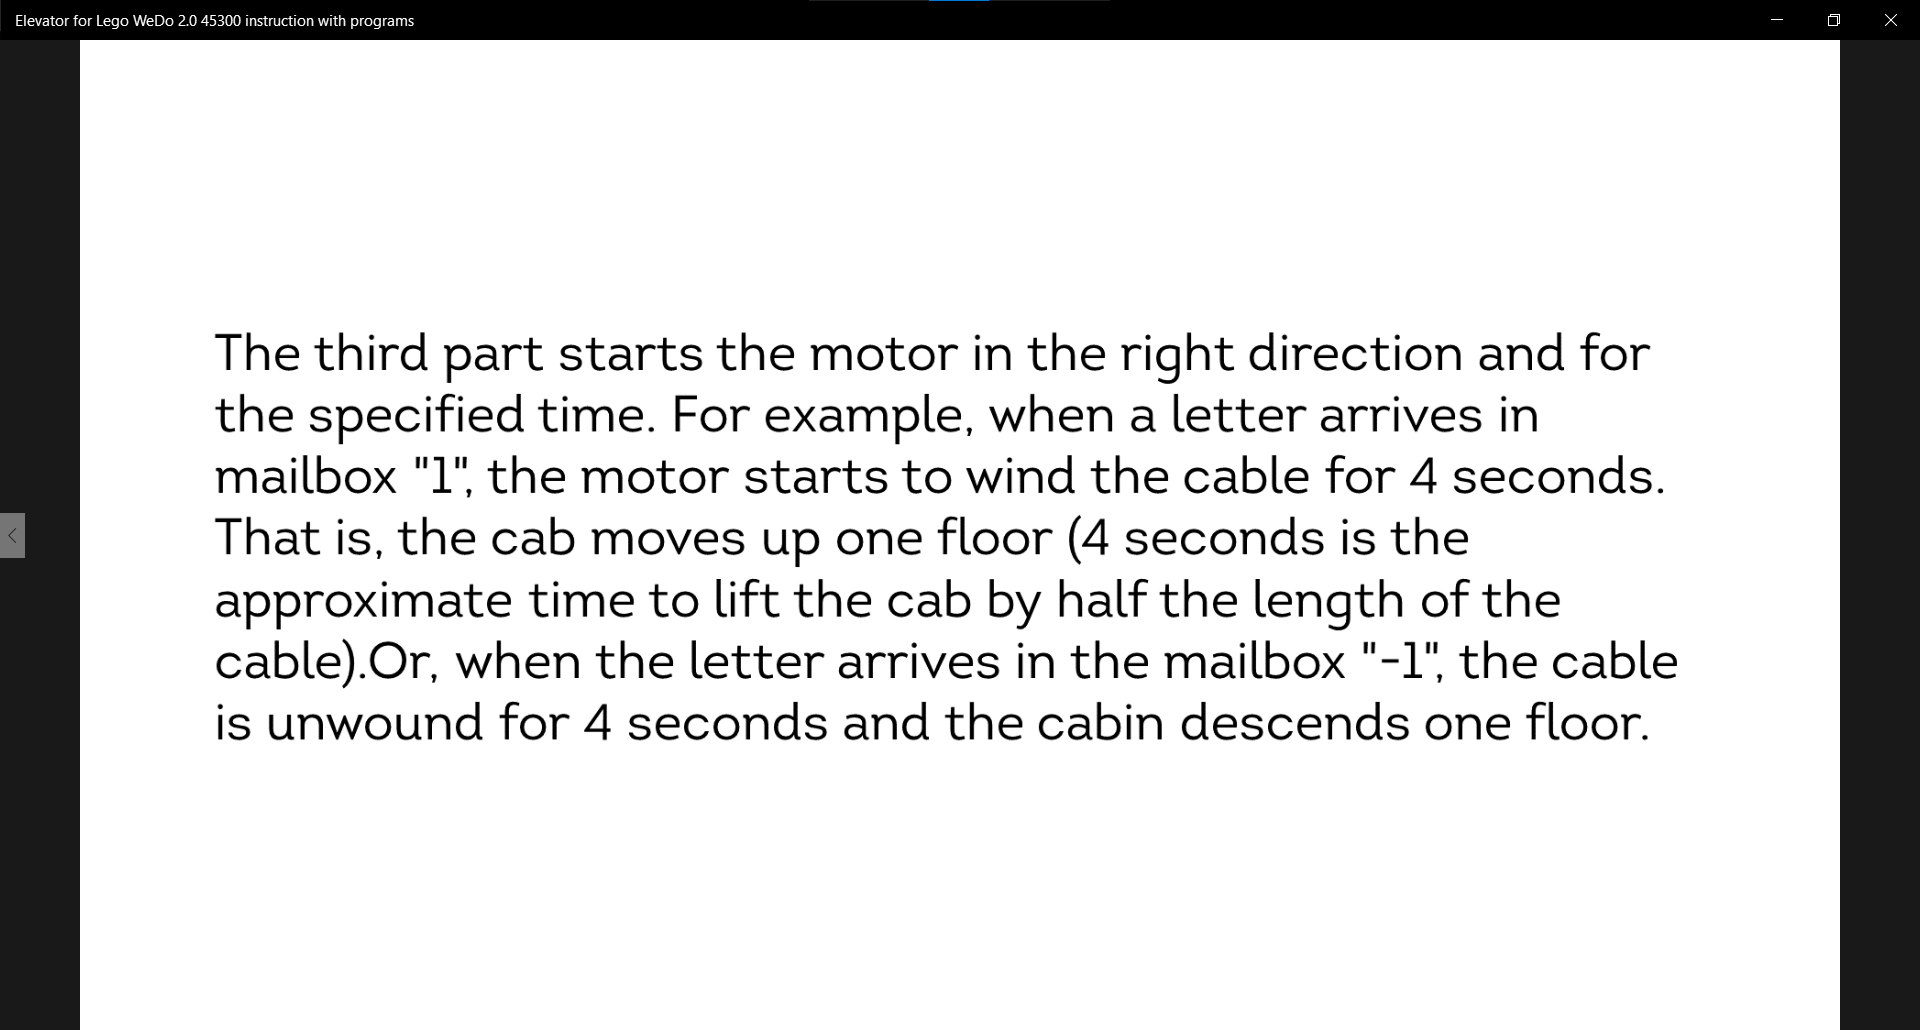 Elevator for Lego WeDo 2.0 45300 instruction with programs
The third part starts the motor in the right direction and for
the specified time. For example, when a letter arrives in
mailbox "1", the motor starts to wind the cable for 4 seconds.
That is, the cab moves up one floor (4 seconds is the
approximate time to lift the cab by half the length of the
cable).Or, when the letter arrives in the mailbox "-1", the cable
is unwound for 4 seconds and the cabin descends one floor.